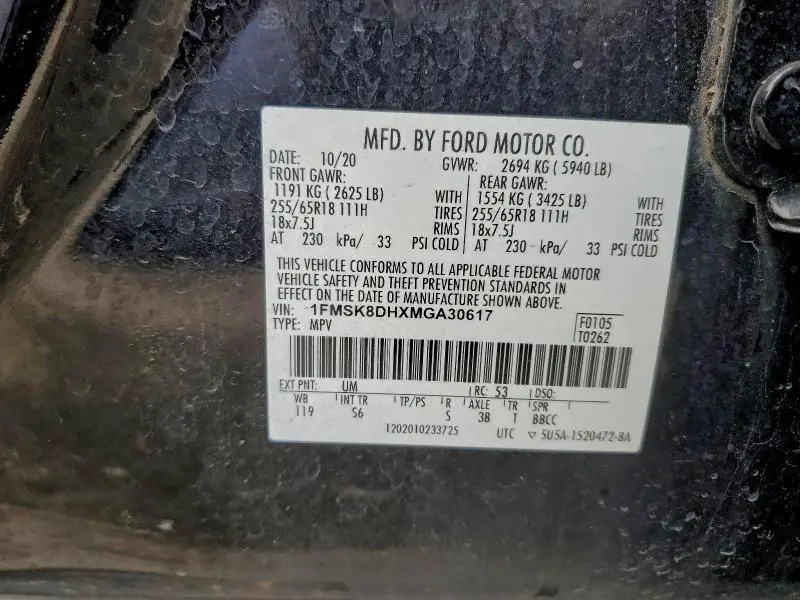 MFD. BY FORD MOTOR CO.
DATE: 10/20 GVWR: 2694 KG ( 5940 LB)
FRONT GAWR: REAR GAWR:
1191 KG ( 2625 LB) WITH 1554 KG ( 3425 LB) WITH
255/65R18 111H TIRES 255/65R18 111H TIRES
18x7.5J RIMS 18x7.5J RIMS
AT 230 kPa/ 33 PSI COLD AT 230 kPa/ 33 PSI COLD
THIS VEHICLE CONFORMS TO ALL APPLICABLE FEDERAL MOTOR
VEHICLE SAFETY AND THEFT PREVENTION STANDARDS IN
EFFECT ON THE DATE OF MANUFACTURE SHOWN ABOVE.
VIN: 1FMSK8DHXMGA30617
TYPE: MPV F0105
T0262
EXT PNT: UM RC: 53 DSO:
WB INT TR TP/PS R AXLE TR SPR
119 S6 S 3B T BBCC
1202010233725 UTC ▽ 5U5A-1520472-BA